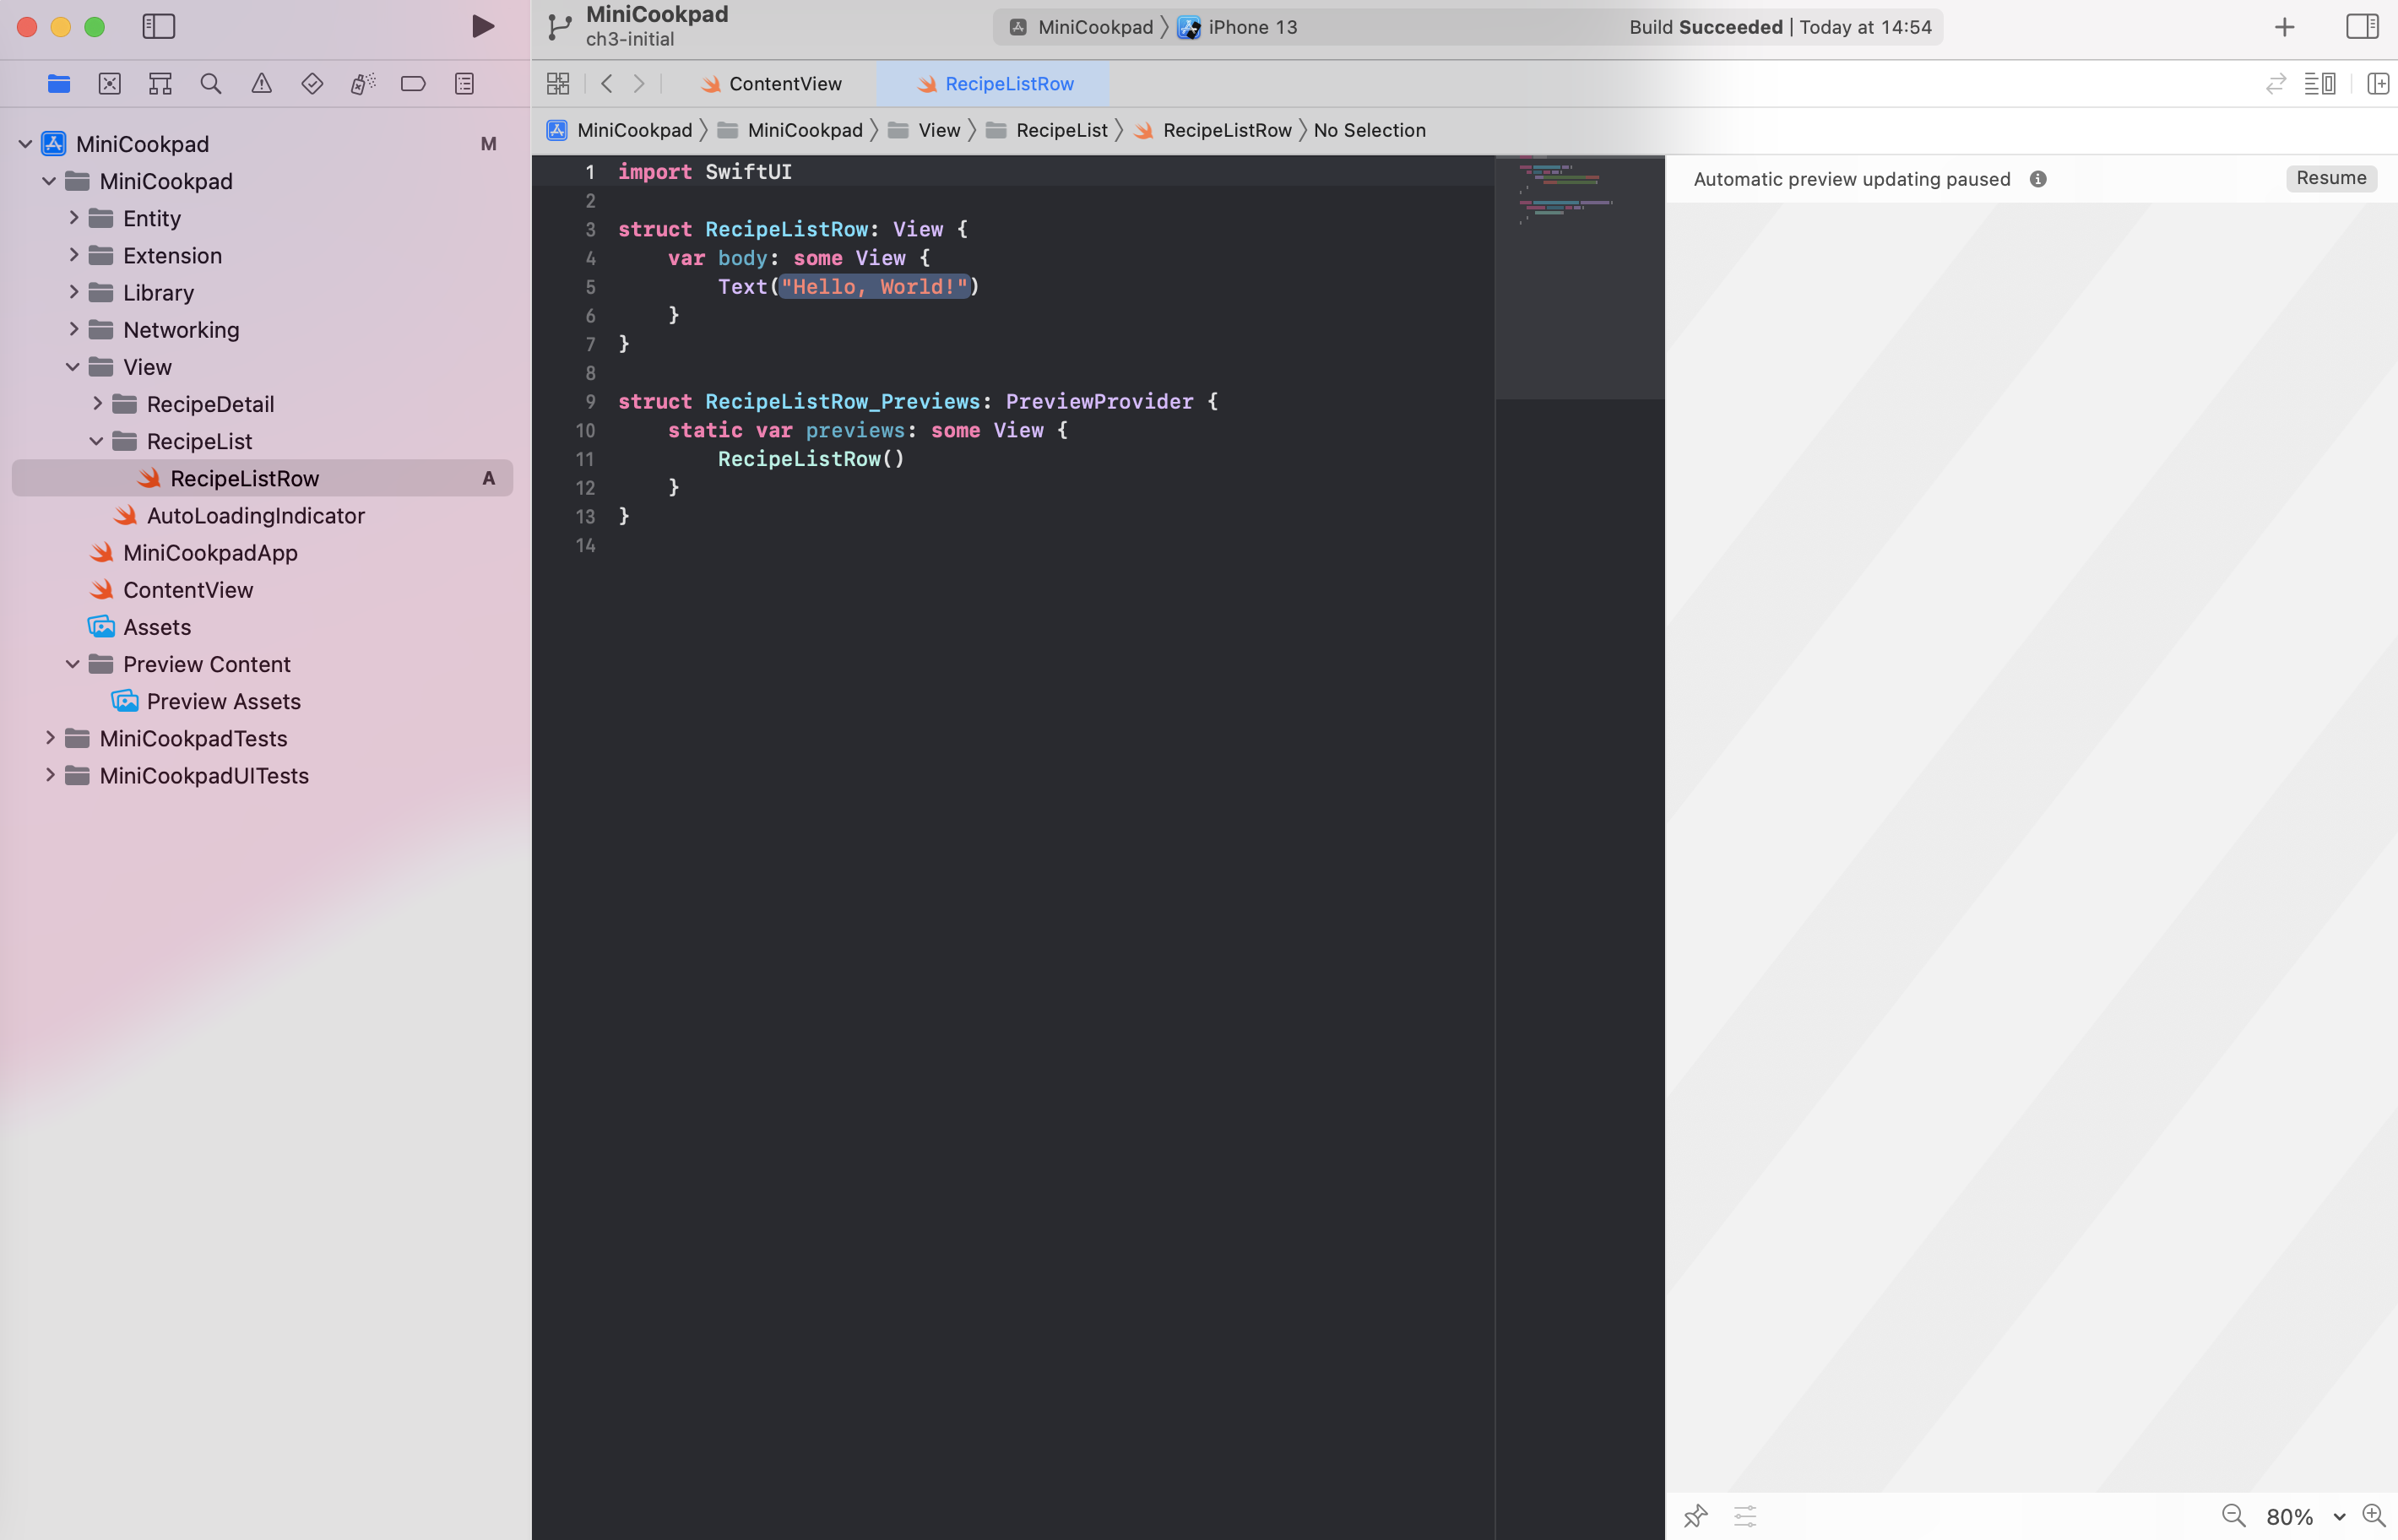 MiniCookpad
ch3-initial
MiniCookpad iPhone 13
Build Succeeded | Today at 14:54
ContentView
RecipeListRow
MiniCookpad MiniCookpad View RecipeList RecipeListRow No Selection
MiniCookpad M
MiniCookpad
Entity
Extension
Library
Networking
View
RecipeDetail
RecipeList
RecipeListRow A
AutoLoadingIndicator
MiniCookpadApp
ContentView
Assets
Preview Content
Preview Assets
MiniCookpadTests
MiniCookpadUITests
1 import SwiftUI
2
3 struct RecipeListRow: View {
4 var body: some View {
5 Text("Hello, World!")
6 }
7 }
8
9 struct RecipeListRow_Previews: PreviewProvider {
10 static var previews: some View {
11 RecipeListRow()
12 }
13 }
14
Automatic preview updating paused
Resume
80%